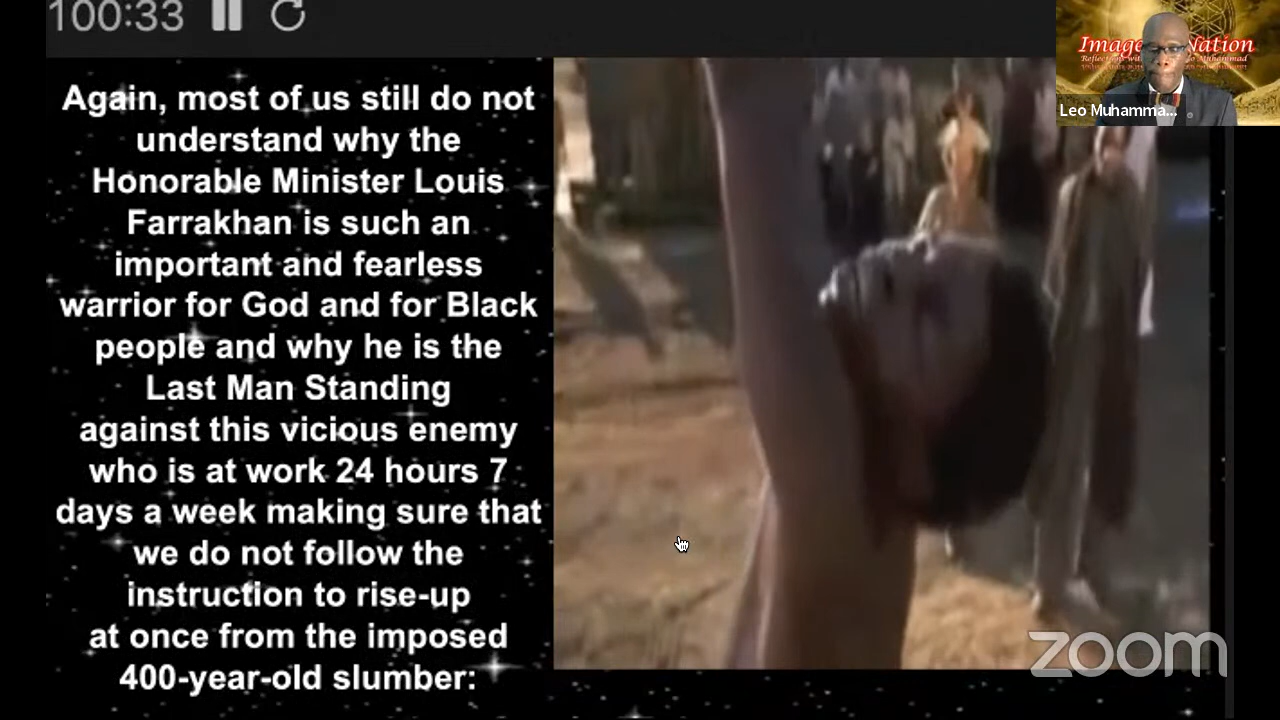 100:33
Again, most of us still do not
understand why the
Honorable Minister Louis
Farrakhan is such an
important and fearless
warrior for God and for Black
people and why he is the
Last Man Standing
against this vicious enemy
who is at work 24 hours 7
days a week making sure that
we do not follow the
instruction to rise-up
at once from the imposed
400-year-old slumber:
Nation
Leo Muhamma...
zoom